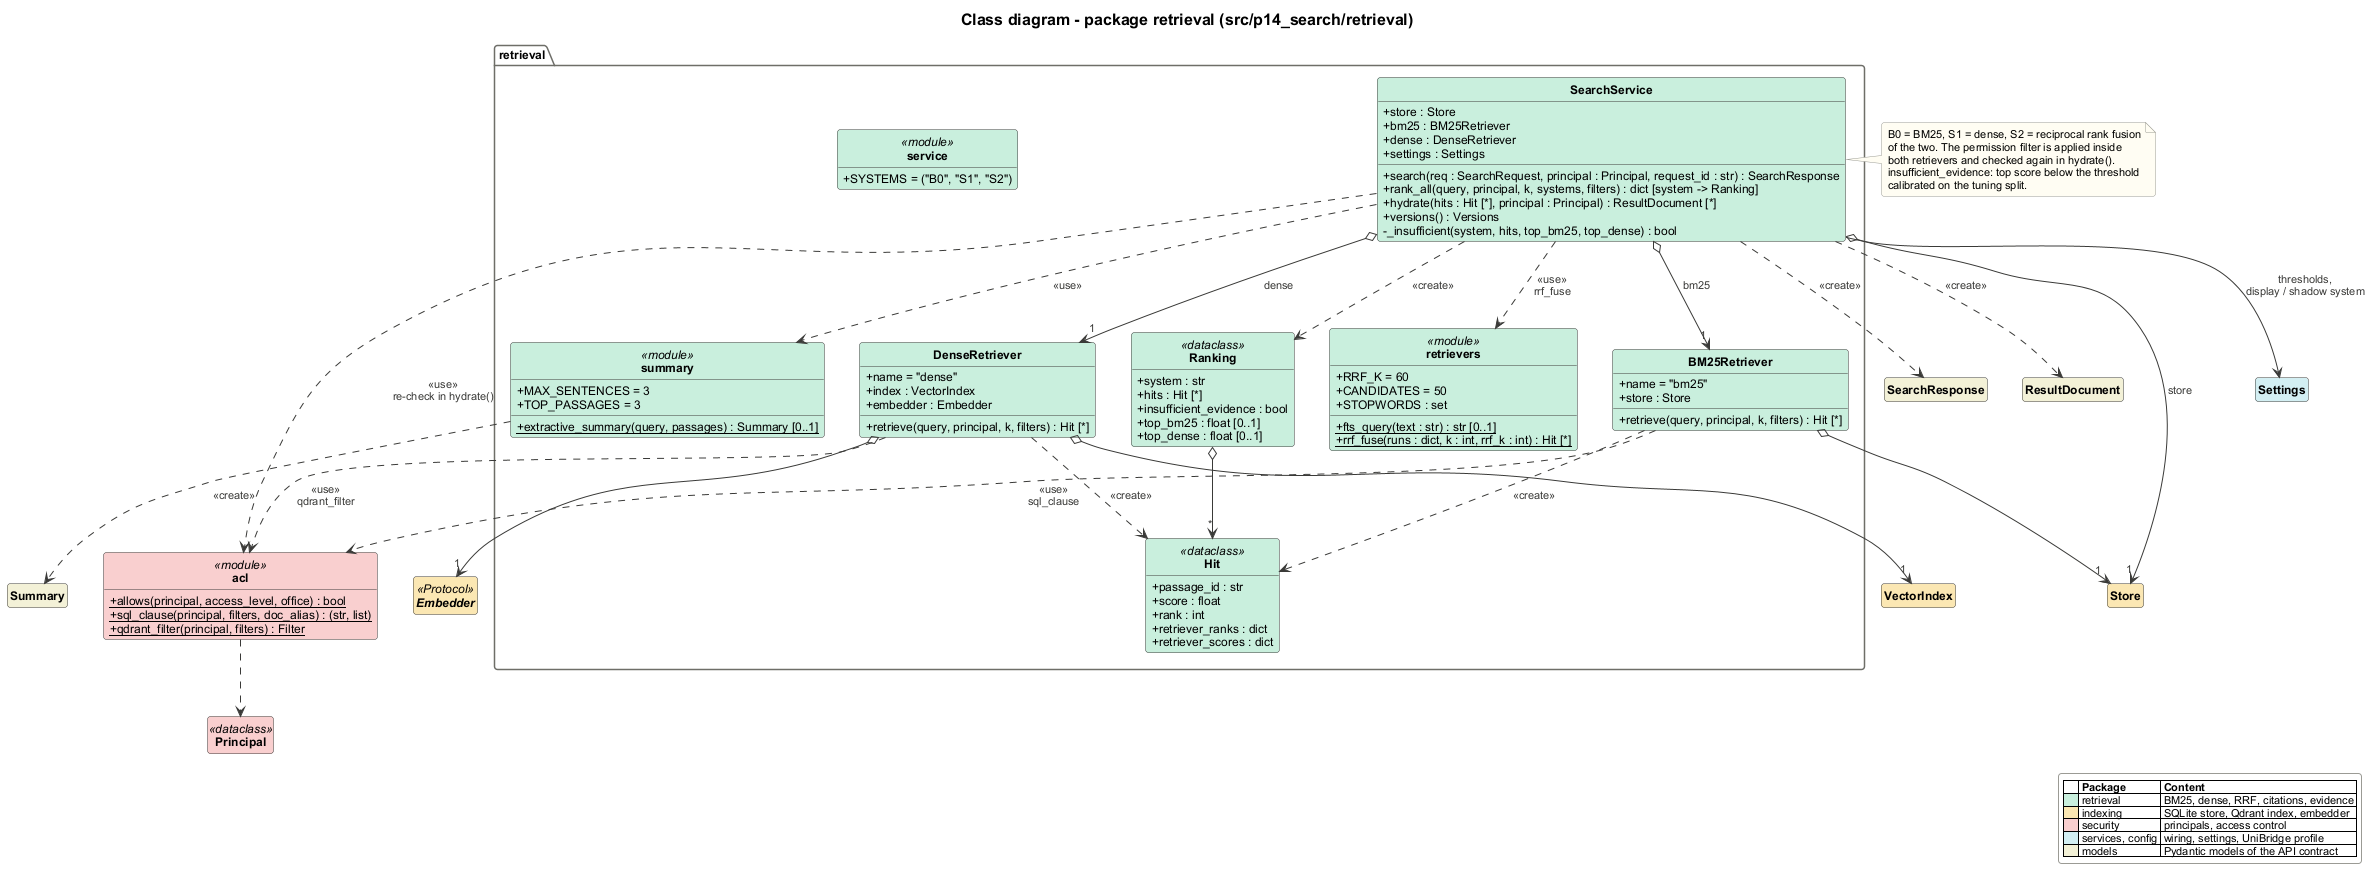 Class diagram - package retrieval (src/p14_search/retrieval)
retrieval
SearchService
+store : Store
+bm25 : BM25Retriever
+dense : DenseRetriever
+settings : Settings
+search(req : SearchRequest, principal : Principal, request_id : str) : SearchResponse
+rank_all(query, principal, k, systems, filters) : dict [system -> Ranking]
+hydrate(hits : Hit [*], principal : Principal) : ResultDocument [*]
+versions() : Versions
-_insufficient(system, hits, top_bm25, top_dense) : bool
B0 = BM25, S1 = dense, S2 = reciprocal rank fusion
of the two. The permission filter is applied inside
both retrievers and checked again in hydrate().
insufficient_evidence: top score below the threshold
calibrated on the tuning split.
«module»
service
+SYSTEMS = ("B0", "S1", "S2")
«use»
dense
«create»
«use»
rrf_fuse
bm25
«create»
«create»
thresholds,
display / shadow system
1
1
«module»
summary
+MAX_SENTENCES = 3
+TOP_PASSAGES = 3
+extractive_summary(query, passages) : Summary [0..1]
DenseRetriever
+name = "dense"
+index : VectorIndex
+embedder : Embedder
+retrieve(query, principal, k, filters) : Hit [*]
«dataclass»
Ranking
+system : str
+hits : Hit [*]
+insufficient_evidence : bool
+top_bm25 : float [0..1]
+top_dense : float [0..1]
«module»
retrievers
+RRF_K = 60
+CANDIDATES = 50
+STOPWORDS : set
+fts_query(text : str) : str [0..1]
+rrf_fuse(runs : dict, k : int, rrf_k : int) : Hit [*]
BM25Retriever
+name = "bm25"
+store : Store
+retrieve(query, principal, k, filters) : Hit [*]
SearchResponse
ResultDocument
Settings
«use»
re-check in hydrate()
store
«create»
«use»
qdrant_filter
«use»
sql_clause
«create»
«create»
*
1
1
1
1
Summary
«module»
acl
+allows(principal, access_level, office) : bool
+sql_clause(principal, filters, doc_alias) : (str, list)
+qdrant_filter(principal, filters) : Filter
«Protocol»
Embedder
«dataclass»
Hit
+passage_id : str
+score : float
+rank : int
+retriever_ranks : dict
+retriever_scores : dict
VectorIndex
Store
«dataclass»
Principal
Package Content
retrieval BM25, dense, RRF, citations, evidence
indexing SQLite store, Qdrant index, embedder
security principals, access control
services, config wiring, settings, UniBridge profile
models Pydantic models of the API contract